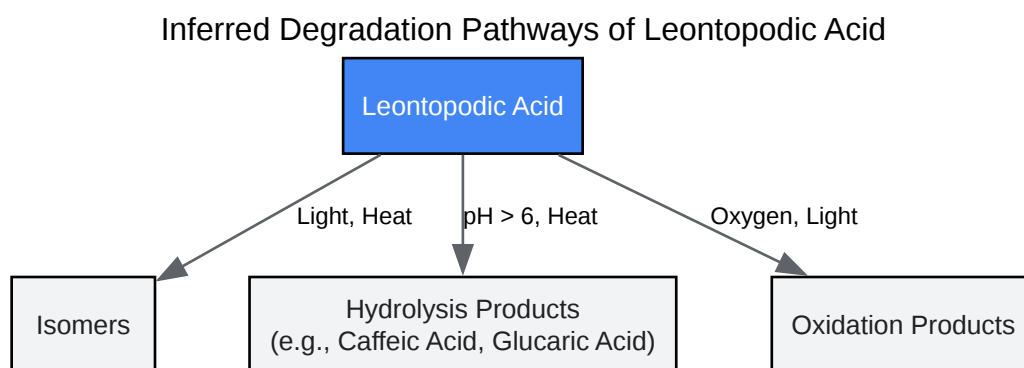 Inferred Degradation Pathways of Leontopodic Acid
Leontopodic Acid
Light, Heat
pH > 6, Heat
Oxygen, Light
Isomers
Hydrolysis Products
(e.g., Caffeic Acid, Glucaric Acid)
Oxidation Products